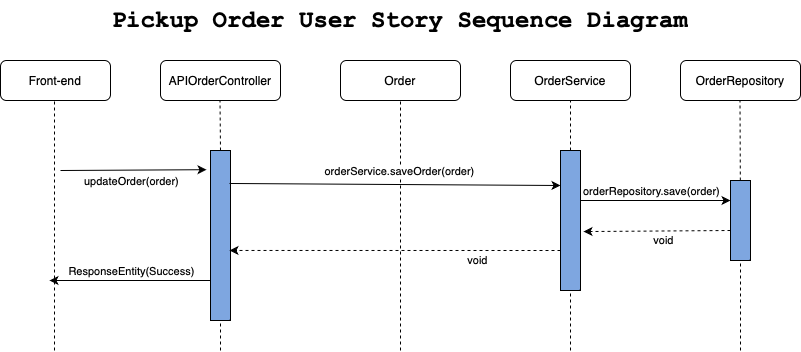 Pickup Order User Story Sequence Diagram
Front-end
APIOrderController
Order
OrderService
OrderRepository
updateOrder(order)
orderService.saveOrder(order)
orderRepository.save(order)
void
void
ResponseEntity(Success)